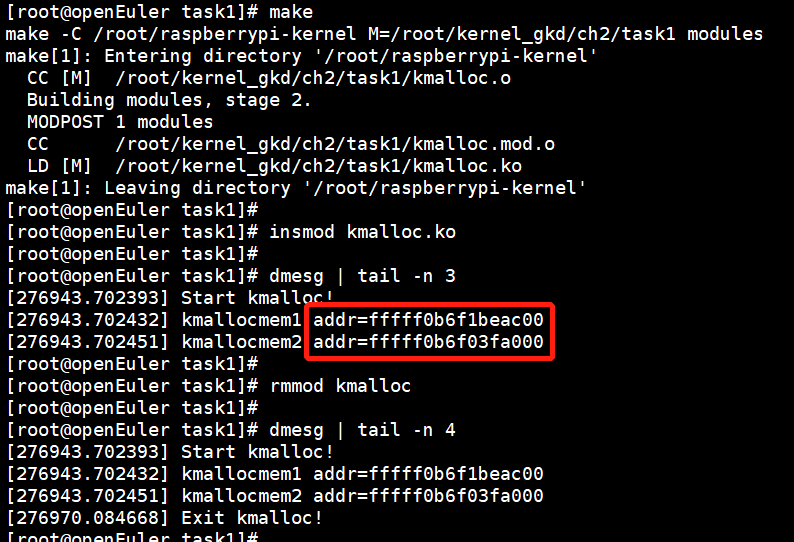 [root@openEuler task1]# make
make -C /root/raspberrypi-kernel M=/root/kernel_gkd/ch2/task1 modules
make[1]: Entering directory '/root/raspberrypi-kernel'
  CC [M]  /root/kernel_gkd/ch2/task1/kmalloc.o
  Building modules, stage 2.
  MODPOST 1 modules
  CC      /root/kernel_gkd/ch2/task1/kmalloc.mod.o
  LD [M]  /root/kernel_gkd/ch2/task1/kmalloc.ko
make[1]: Leaving directory '/root/raspberrypi-kernel'
[root@openEuler task1]#
[root@openEuler task1]# insmod kmalloc.ko
[root@openEuler task1]#
[root@openEuler task1]# dmesg | tail -n 3
[276943.702393] Start kmalloc!
[276943.702432] kmallocmem1 addr=fffff0b6f1beac00
[276943.702451] kmallocmem2 addr=fffff0b6f03fa000
[root@openEuler task1]#
[root@openEuler task1]# rmmod kmalloc
[root@openEuler task1]#
[root@openEuler task1]# dmesg | tail -n 4
[276943.702393] Start kmalloc!
[276943.702432] kmallocmem1 addr=fffff0b6f1beac00
[276943.702451] kmallocmem2 addr=fffff0b6f03fa000
[276970.084668] Exit kmalloc!
[root@openEuler task1]#